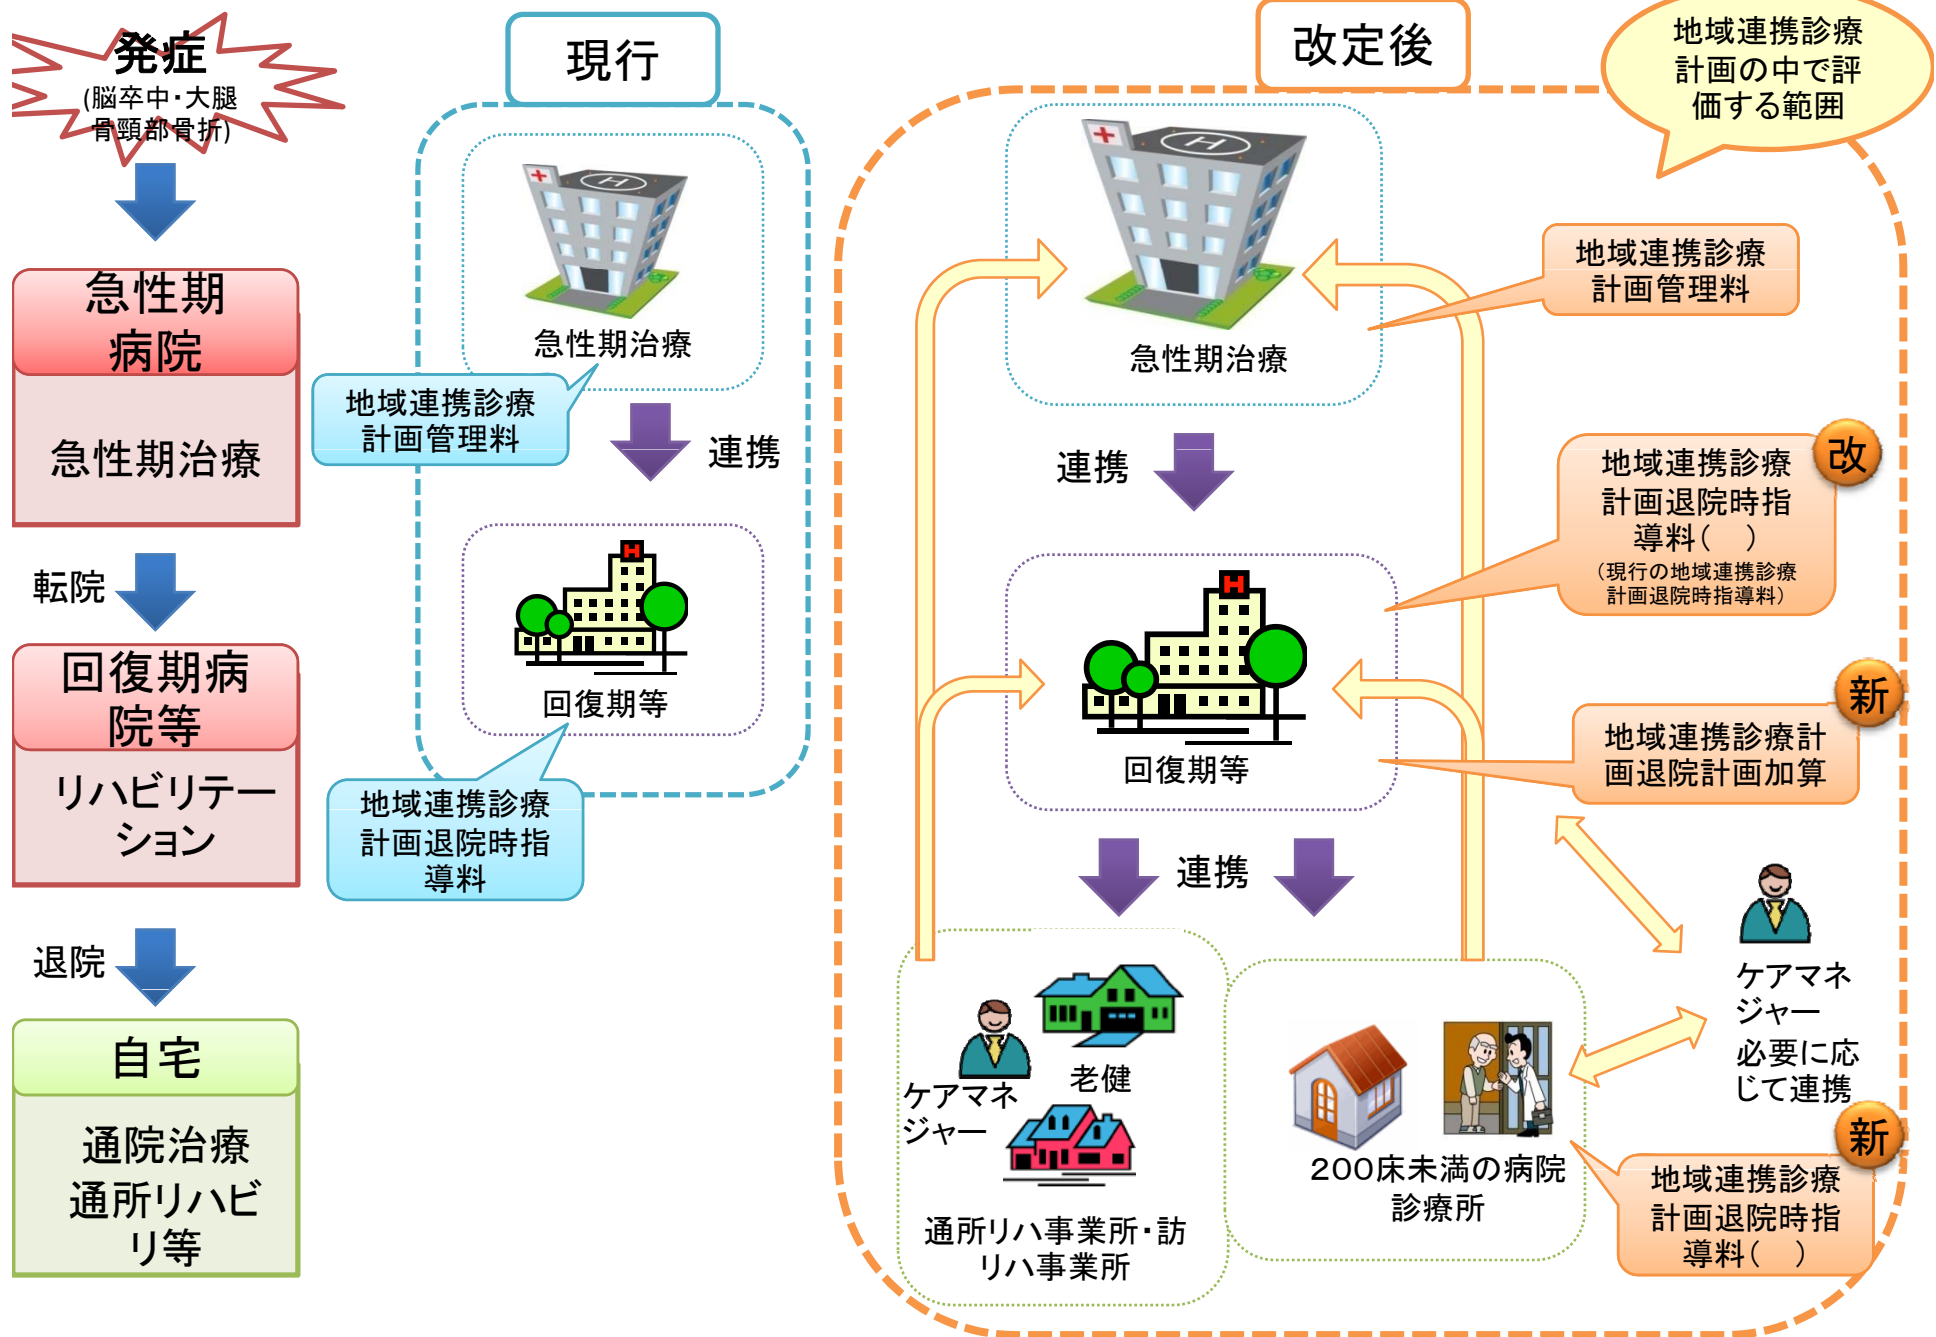 発症
(脳卒中・大腿
骨頸部骨折)
急性期
病院
急性期治療
転院
回復期病
院等
リハビリテー
ション
退院
自宅
通院治療
通所リハビ
リ等
現行
急性期治療
地域連携診療
計画管理料
連携
回復期等
地域連携診療
計画退院時指
導料
改定後
地域連携診療
計画の中で評
価する範囲
急性期治療
地域連携診療
計画管理料
連携
改
地域連携診療
計画退院時指
導料(　)
(現行の地域連携診療
計画退院時指導料)
回復期等
新
地域連携診療計
画退院計画加算
連携
ケアマネ
ジャー
必要に応
じて連携
ケアマネ
ジャー
老健
通所リハ事業所・訪
リハ事業所
200床未満の病院
診療所
新
地域連携診療
計画退院時指
導料(　)